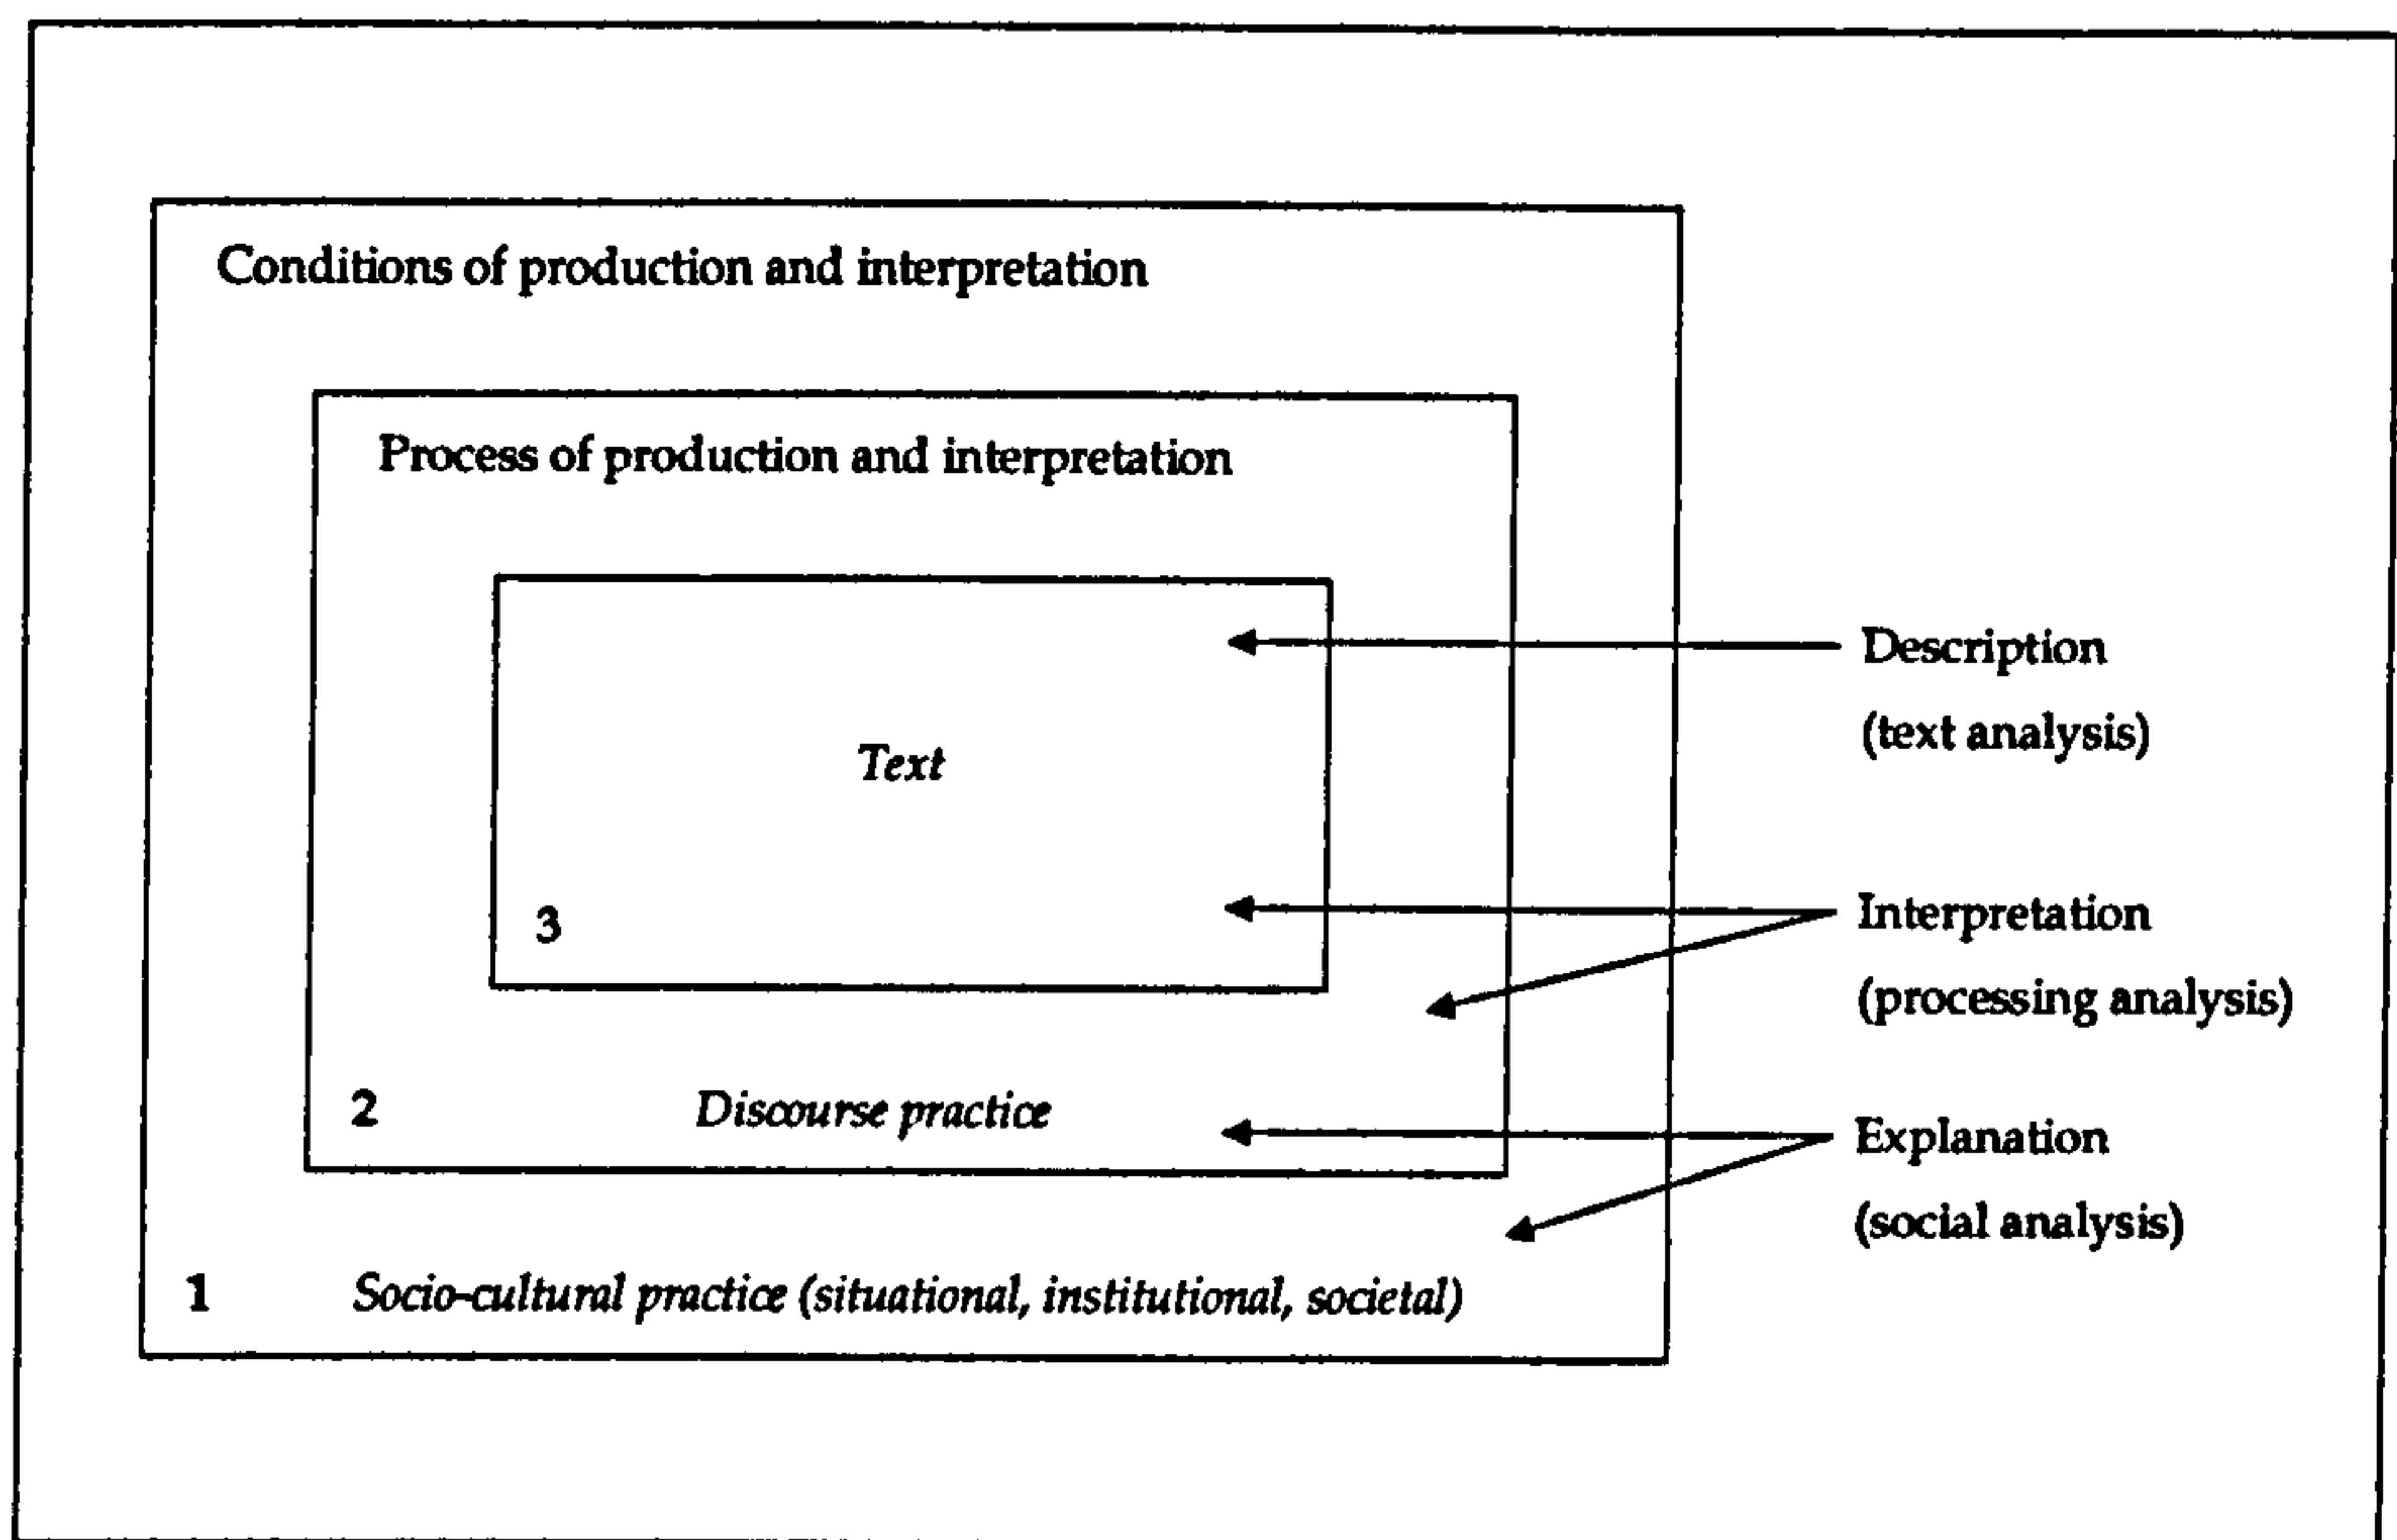 Conditions of production and interpretation
Process of production and interpretation
Text
3
2 Discourse practice
1 Socio-cultural practice (situational, institutional, societal)
Description
(text analysis)
Interpretation
(processing analysis)
Explanation
(social analysis)